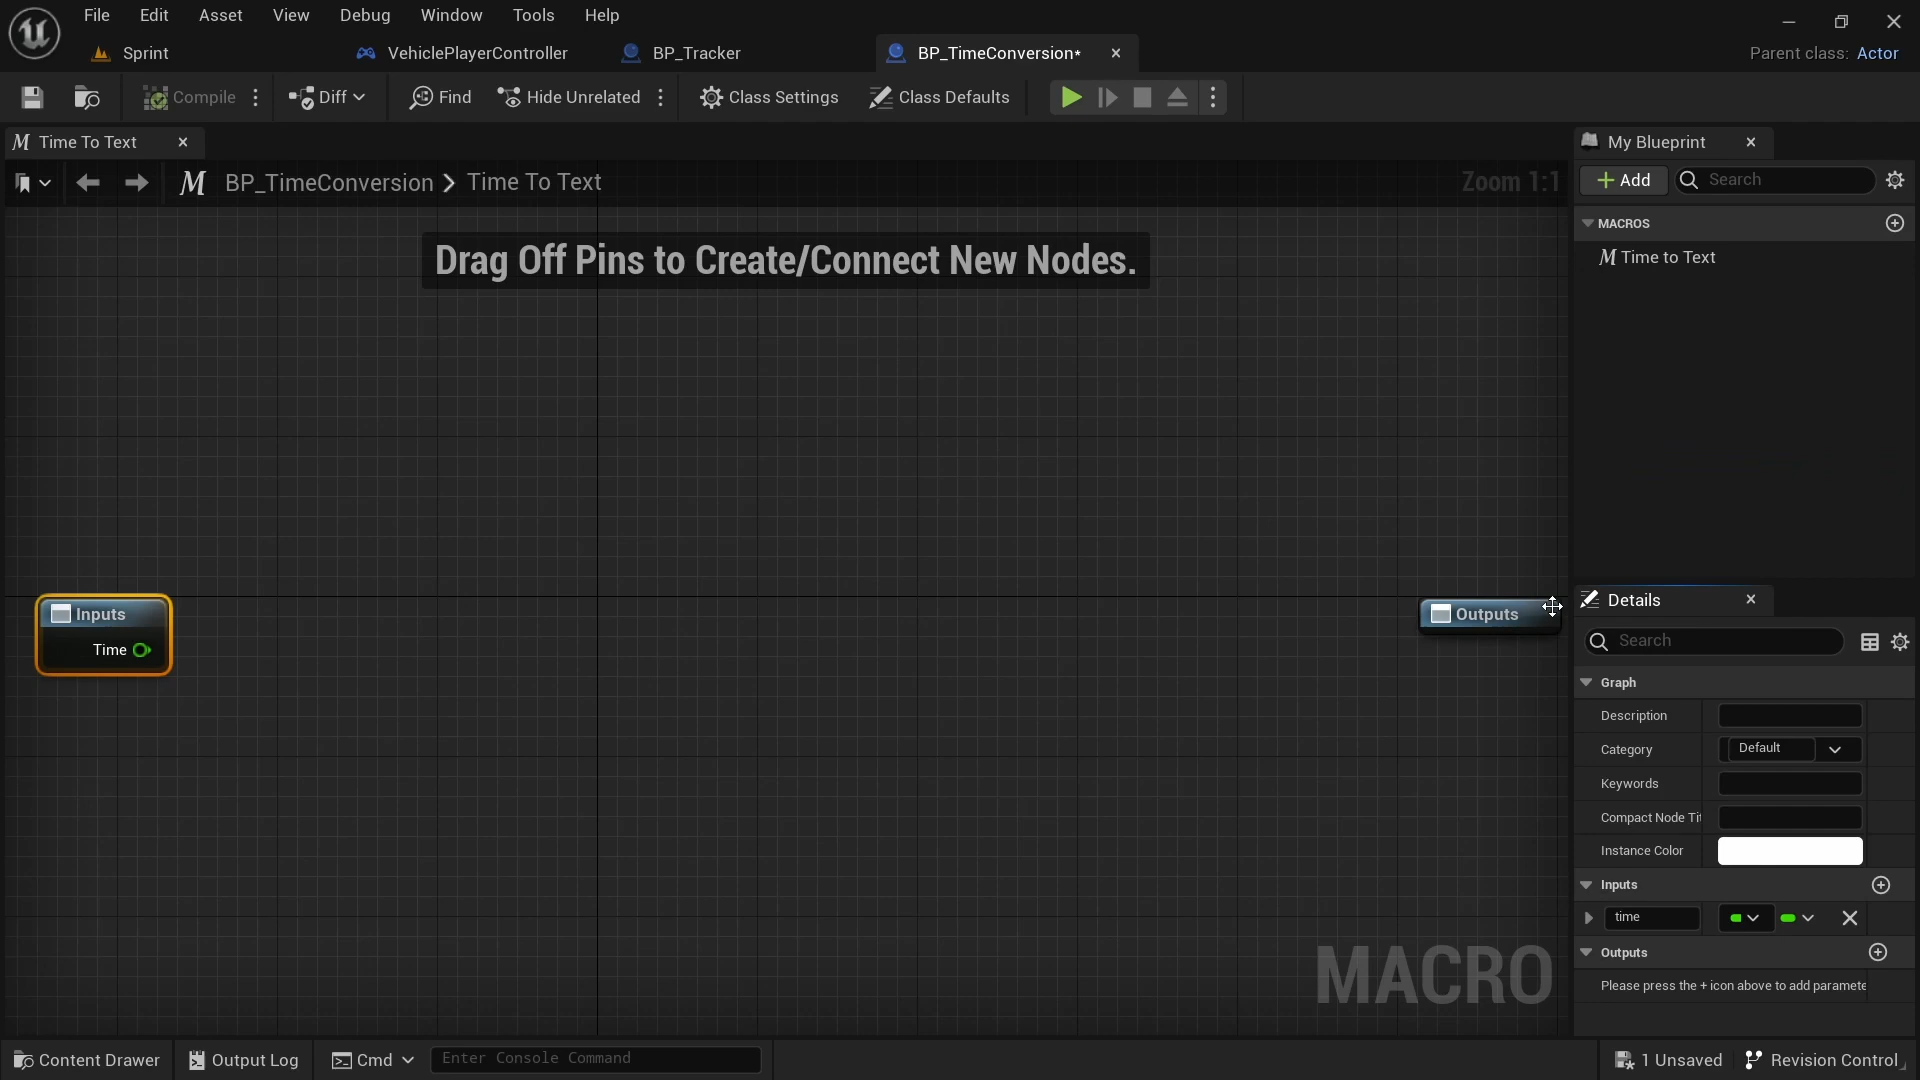 File Edit Asset View Debug Window Tools Help
Sprint VehiclePlayerController BP_Tracker BP_TimeConversion* Parent class: Actor
Compile Diff Find Hide Unrelated Class Settings Class Defaults
M Time To Text
M BP_TimeConversion > Time To Text Zoom 1:1
Drag Off Pins to Create/Connect New Nodes.
Inputs
Time
Outputs
MACRO
My Blueprint
+ Add Search
MACROS
M Time to Text
Details
Search
Graph
Description
Category Default
Keywords
Compact Node Tit
Instance Color
Inputs
time
Outputs
Please press the + icon above to add paramete
Content Drawer Output Log Cmd Enter Console Command 1 Unsaved Revision Control